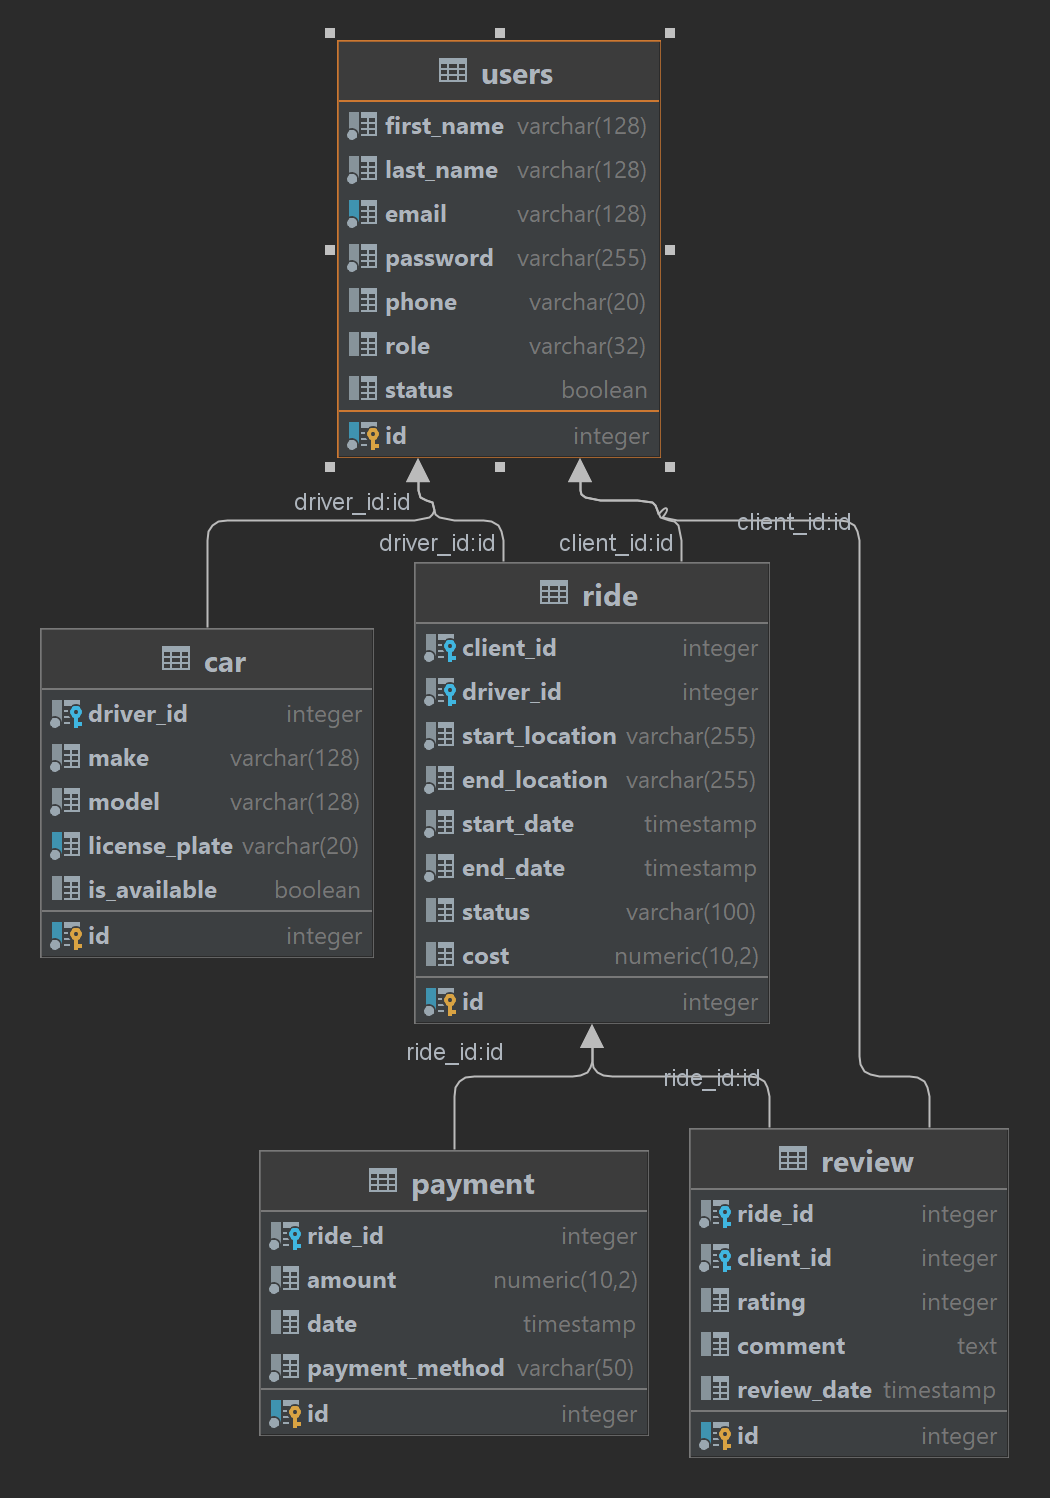 users
first_name varchar(128)
last_name varchar(128)
email varchar(128)
password varchar(255)
phone varchar(20)
role varchar(32)
status boolean
id integer
driver_id:id
driver_id:id
client_id:id
client_id:id
car
driver_id integer
make varchar(128)
model varchar(128)
license_plate varchar(20)
is_available boolean
id integer
ride
client_id integer
driver_id integer
start_location varchar(255)
end_location varchar(255)
start_date timestamp
end_date timestamp
status varchar(100)
cost numeric(10,2)
id integer
ride_id:id
ride_id:id
payment
ride_id integer
amount numeric(10,2)
date timestamp
payment_method varchar(50)
id integer
review
ride_id integer
client_id integer
rating integer
comment text
review_date timestamp
id integer